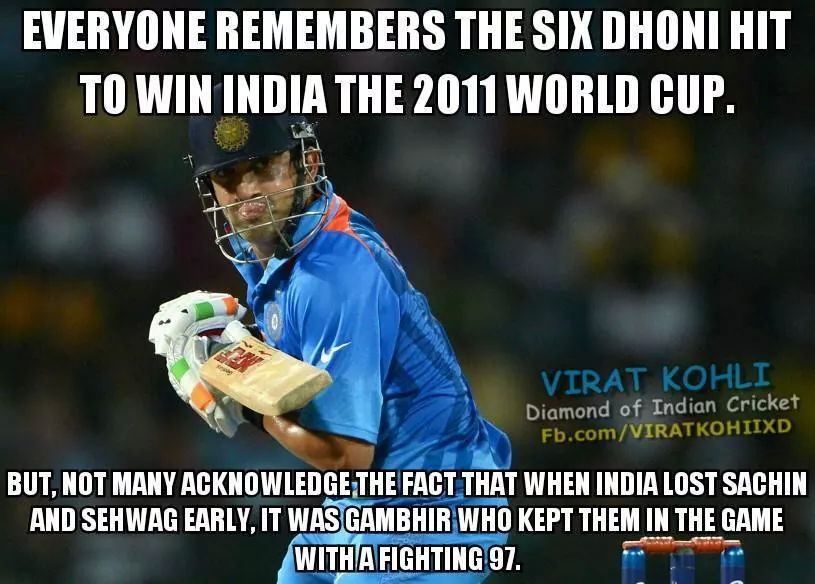 EVERYONE REMEMBERS THE SIX DHONI HIT
TO WIN INDIA THE 2011 WORLD CUP.
VIRAT KOHLI
Diamond of Indian Cricket
Fb.com/VIRATKOHIIXD
BUT, NOT MANY ACKNOWLEDGE THE FACT THAT WHEN INDIA LOST SACHIN
AND SEHWAG EARLY, IT WAS GAMBHIR WHO KEPT THEM IN THE GAME
WITH A FIGHTING 97.